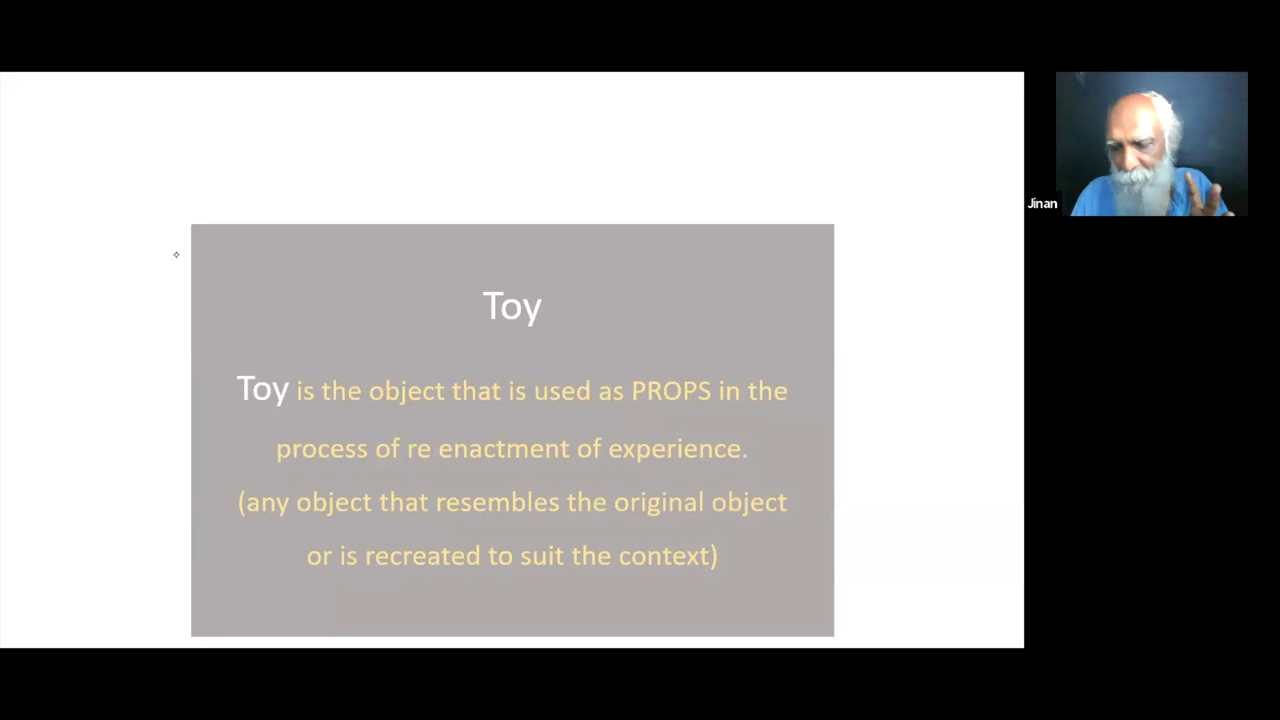 Toy
Toy is the object that is used as PROPS in the
process of re enactment of experience.
(any object that resembles the original object
or is recreated to suit the context)
Jinan